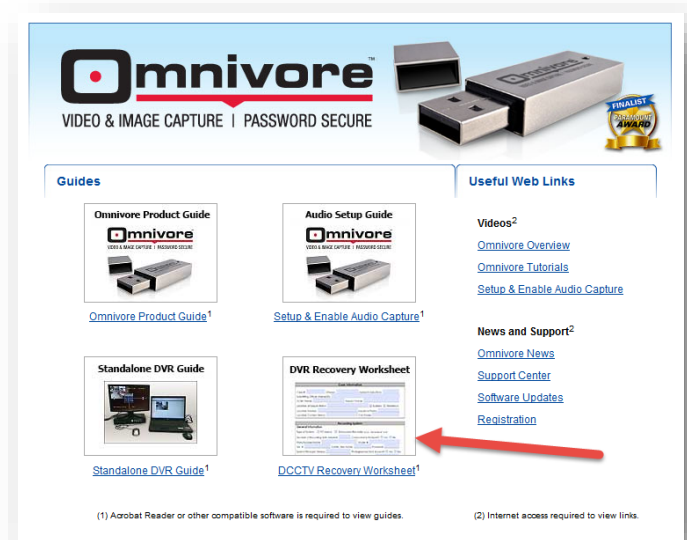 Omnivore™
VIDEO & IMAGE CAPTURE | PASSWORD SECURE
Omnivore
FINALIST
PARAMOUNT
AWARD
Guides
Omnivore Product Guide
Omnivore
VIDEO & IMAGE CAPTURE | PASSWORD SECURE
Omnivore Product Guide¹
Audio Setup Guide
Omnivore
VIDEO & IMAGE CAPTURE | PASSWORD SECURE
Setup & Enable Audio Capture¹
Standalone DVR Guide
Standalone DVR Guide¹
DVR Recovery Worksheet
DCCTV Recovery Worksheet¹
(1) Acrobat Reader or other compatible software is required to view guides.
Useful Web Links
Videos²
Omnivore Overview
Omnivore Tutorials
Setup & Enable Audio Capture
News and Support²
Omnivore News
Support Center
Software Updates
Registration
(2) Internet access required to view links.